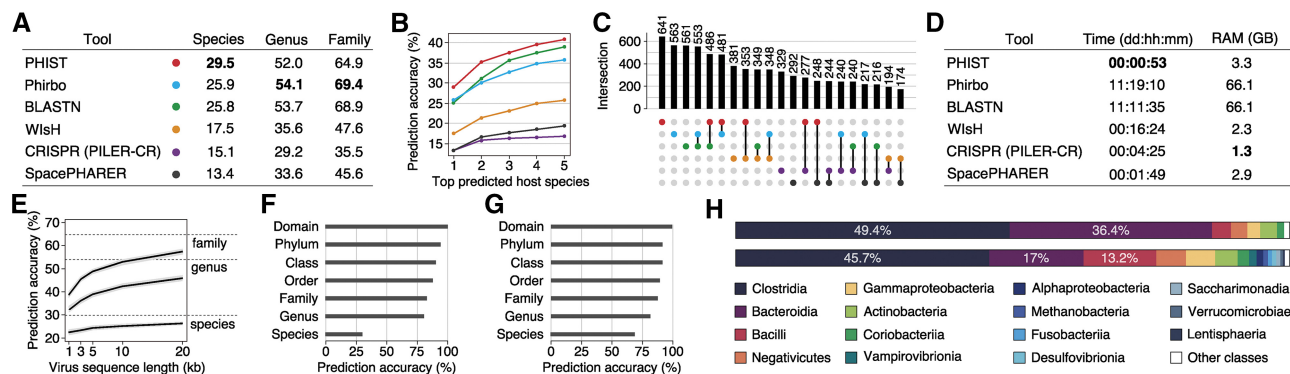 A
Tool Species Genus Family
PHIST 29.5 52.0 64.9
Phirbo 25.9 54.1 69.4
BLASTN 25.8 53.7 68.9
WIsH 17.5 35.6 47.6
CRISPR (PILER-CR) 15.1 29.2 35.5
SpacePHARER 13.4 33.6 45.6
B
Prediction accuracy (%)
40
35
30
25
20
15
1 2 3 4 5
Top predicted host species
C
Intersection
600
400
200
0
641 563 561 553 486 481 381 353 349 348 329 292 277 248 244 240 240 217 216 194 174
D
Tool Time (dd:hh:mm) RAM (GB)
PHIST 00:00:53 3.3
Phirbo 11:19:10 66.1
BLASTN 11:11:35 66.1
WIsH 00:16:24 2.3
CRISPR (PILER-CR) 00:04:25 1.3
SpacePHARER 00:01:49 2.9
E
Prediction accuracy (%)
70
60
50
40
30
20
family
genus
species
1 3 5 10 20
Virus sequence length (kb)
F
Domain
Phylum
Class
Order
Family
Genus
Species
0 25 50 75 100
Prediction accuracy (%)
G
Domain
Phylum
Class
Order
Family
Genus
Species
0 25 50 75 100
Prediction accuracy (%)
H
49.4% 36.4%
45.7% 17% 13.2%
Clostridia Gammaproteobacteria Alphaproteobacteria Saccharimonadia
Bacteroidia Actinobacteria Methanobacteria Verrucomicrobiae
Bacilli Coriobacteriia Fusobacteriia Lentisphaeria
Negativicutes Vampirovibrionia Desulfovibrionia Other classes